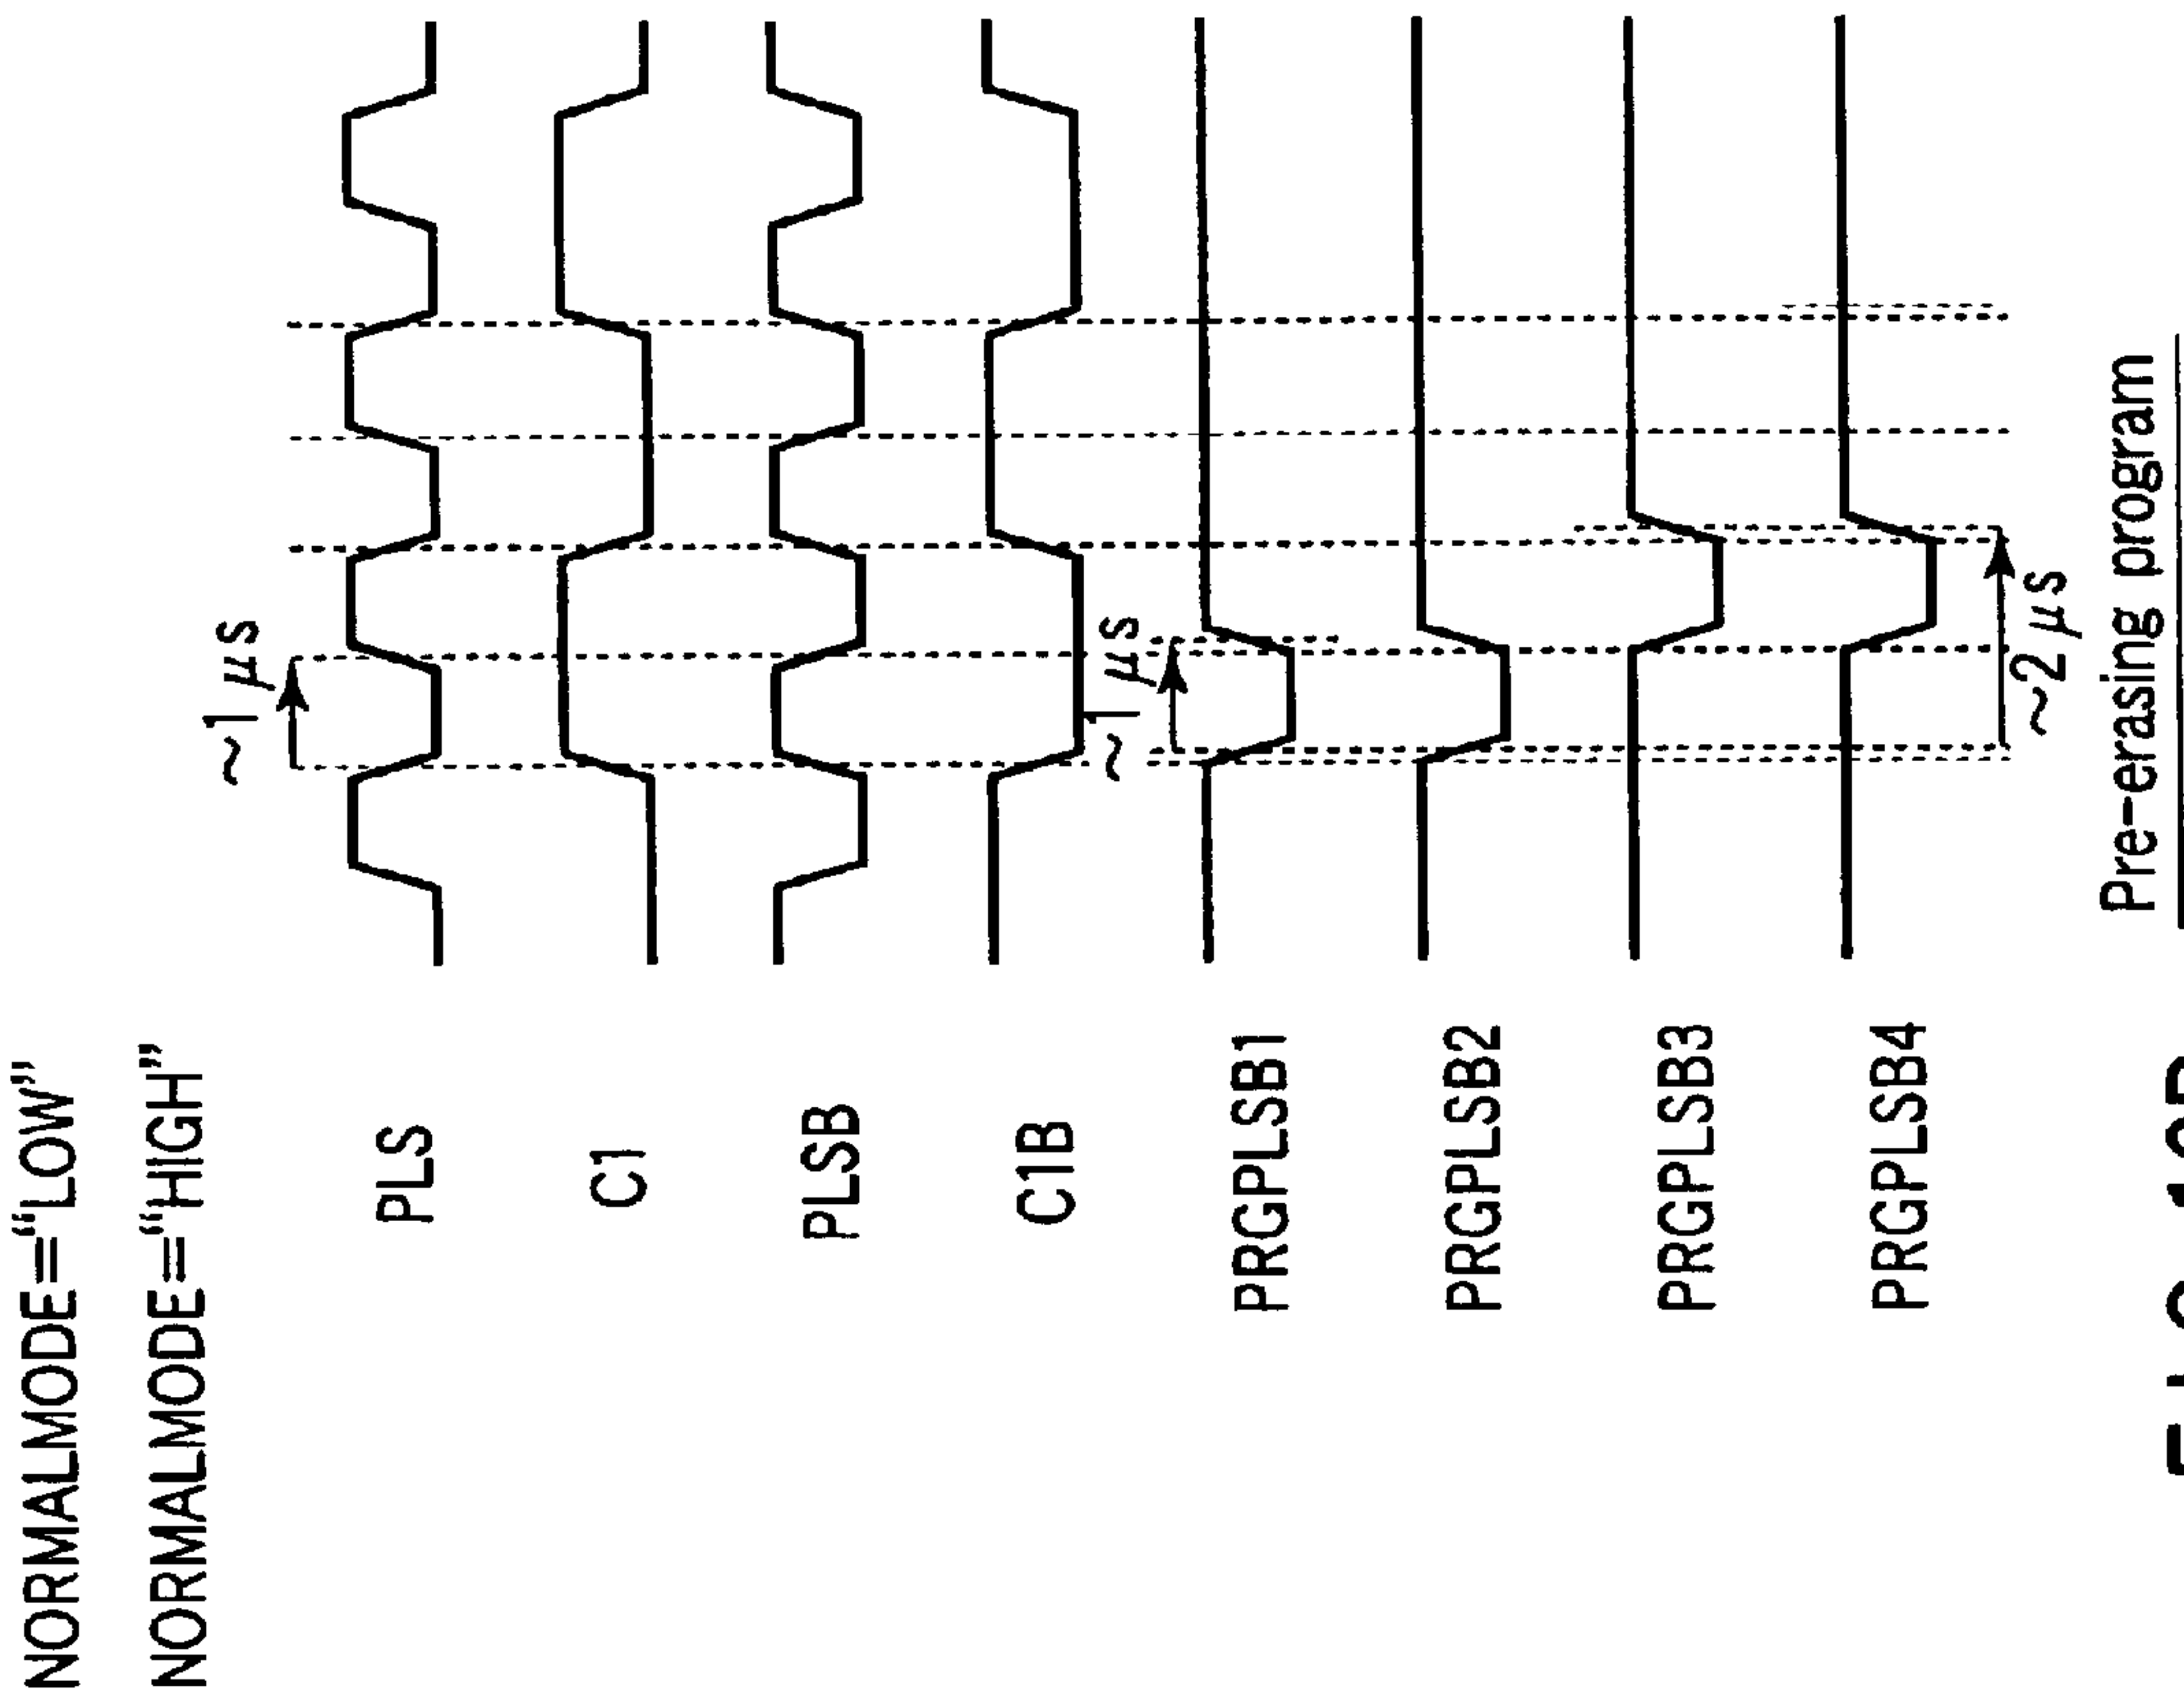 NORMALMODE=“LOW”
NORMALMODE=“HIGH”
~1 μs
PLS
C1
PLSB
C1B
~1 μs
PRGPLSB1
PRGPLSB2
PRGPLSB3
PRGPLSB4
~2 μs
Pre-erasing program